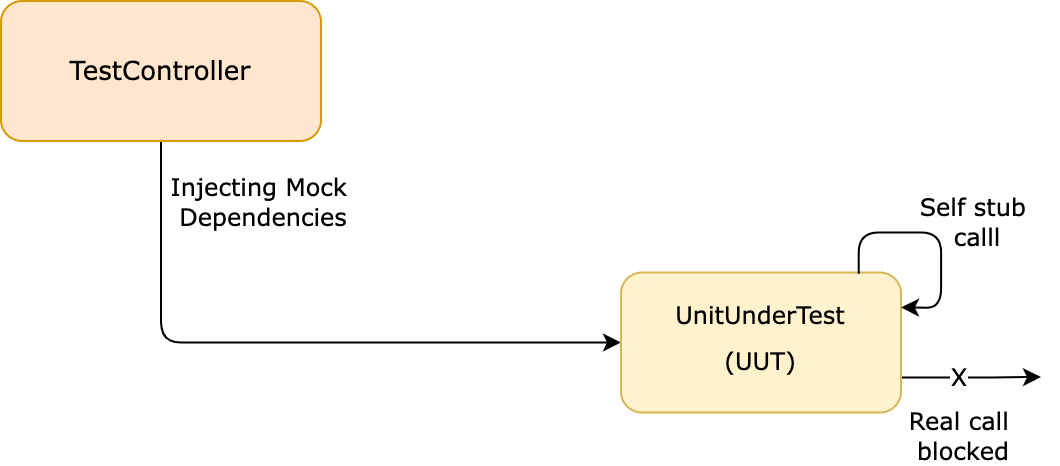 TestController
Injecting Mock
Dependencies
Self stub
calll
UnitUnderTest
(UUT)
X
Real call
blocked